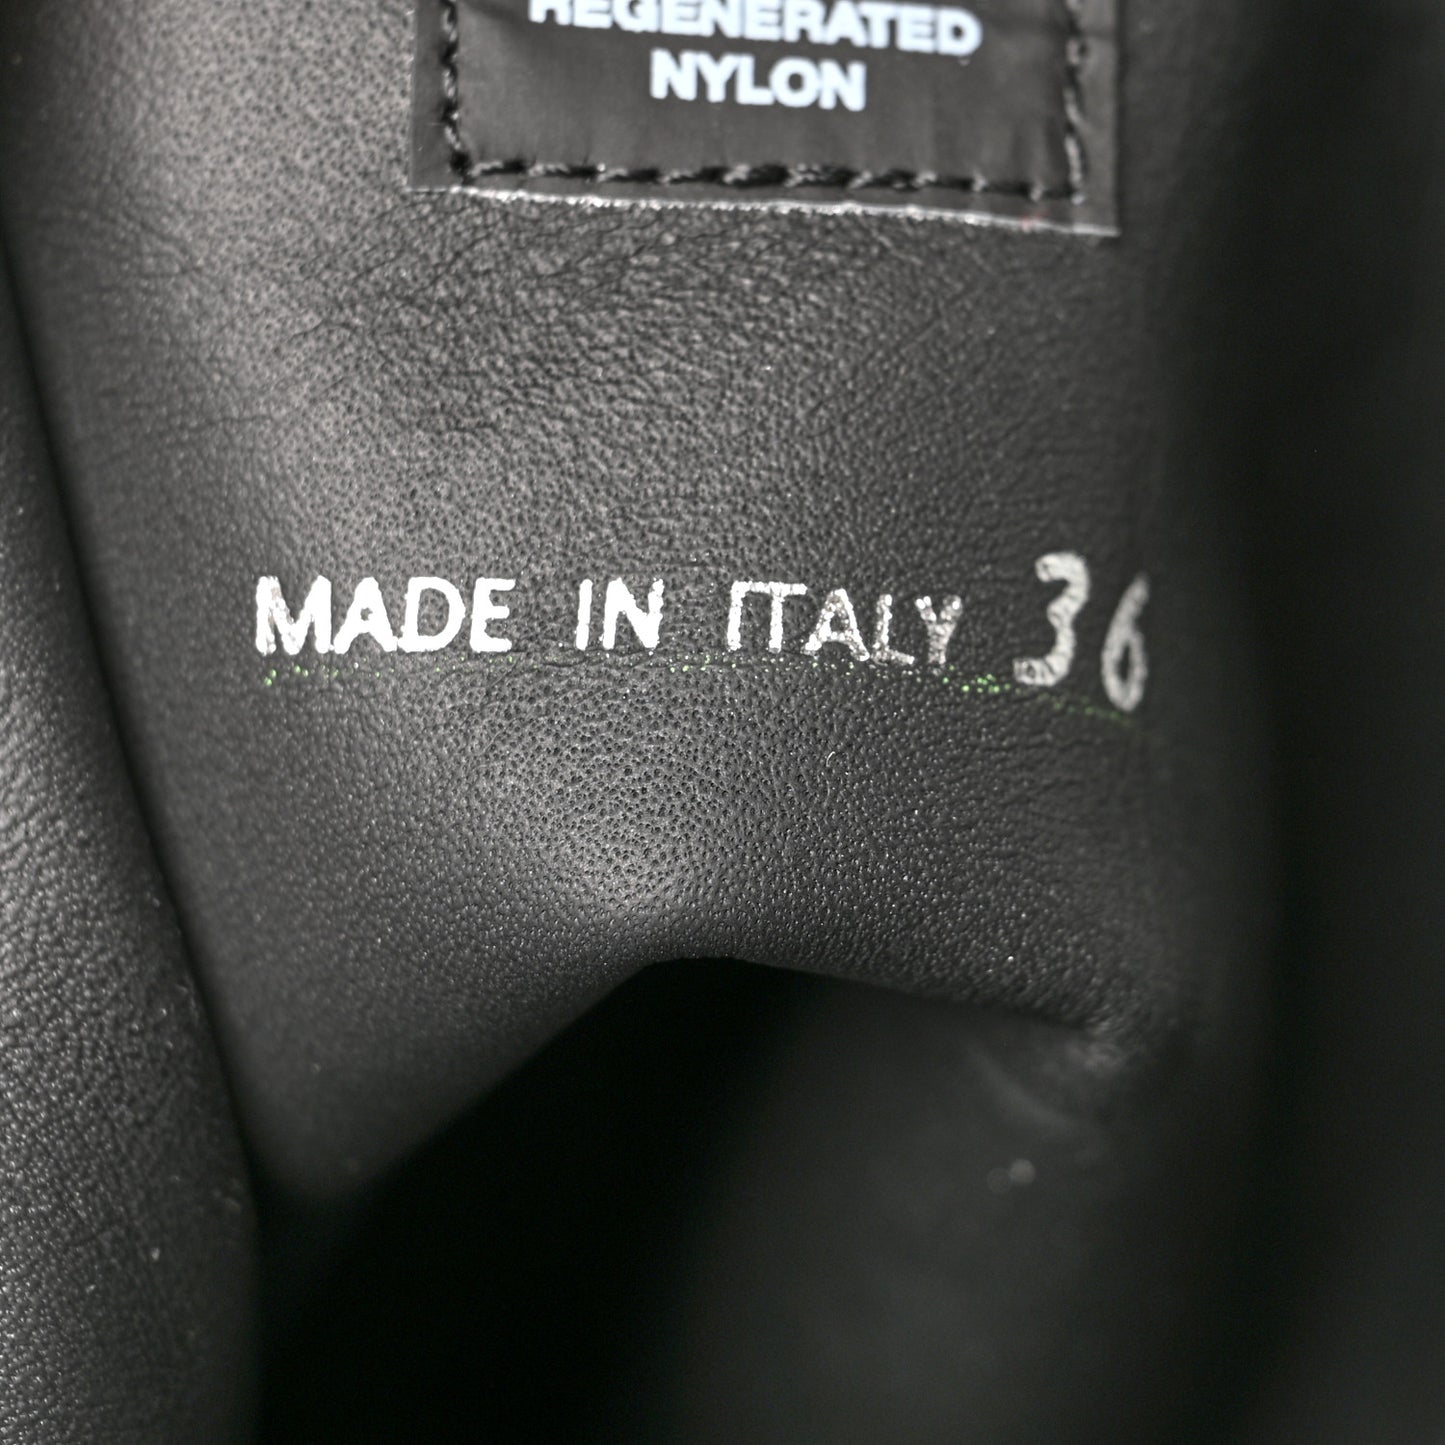 REGENERATED
NYLON
MADE IN ITALY 36